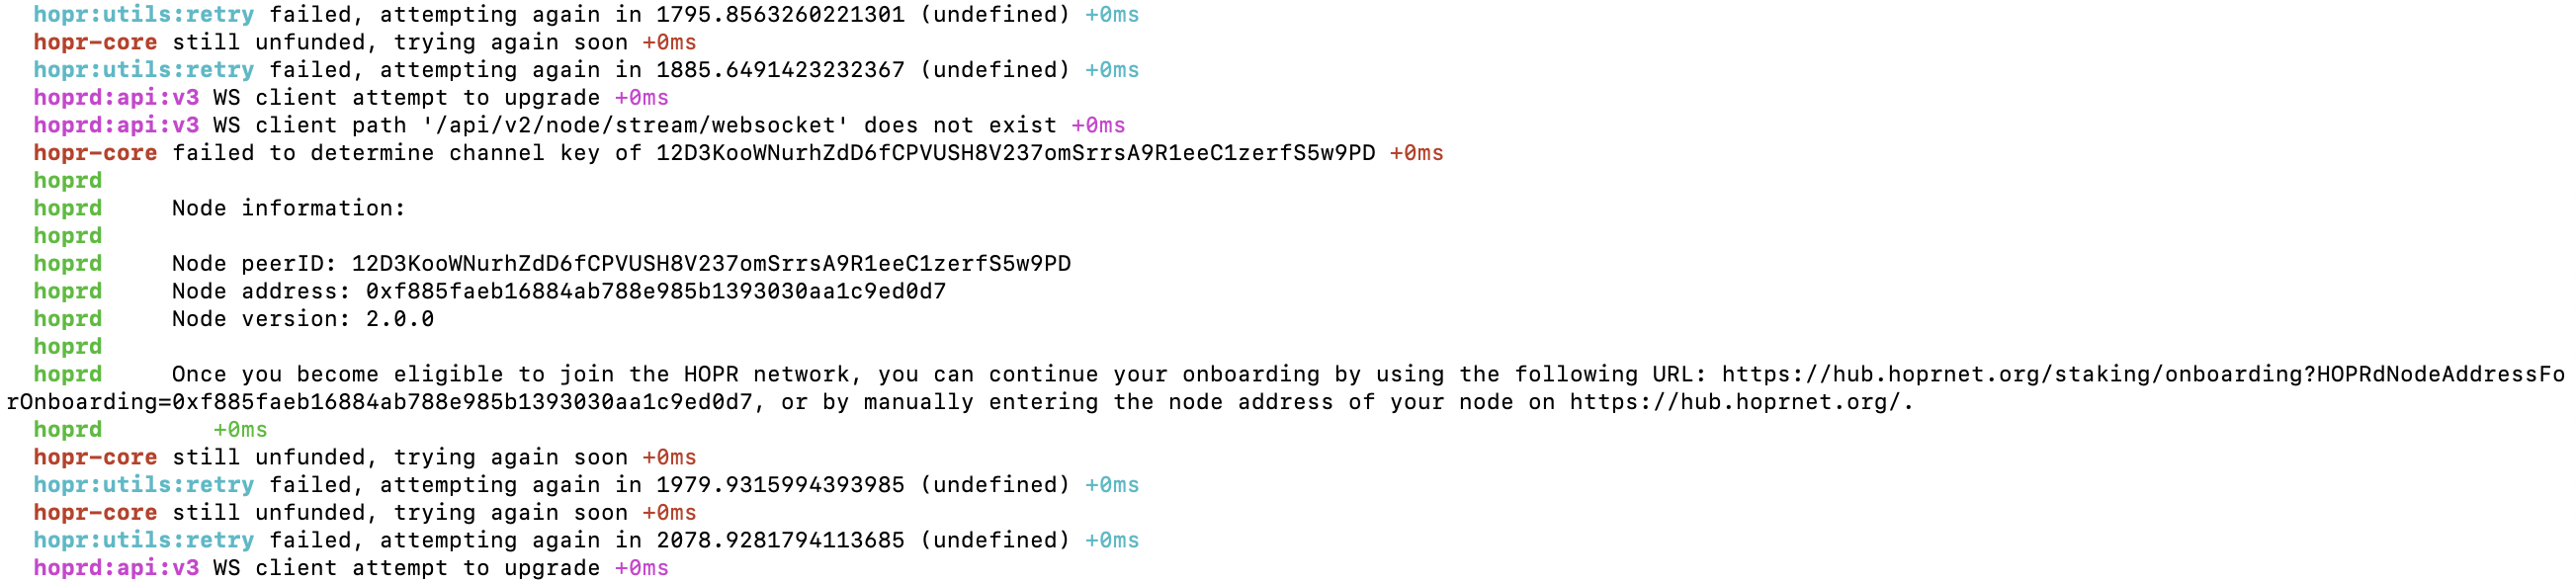 hopr:utils:retry failed, attempting again in 1795.8563260221301 (undefined) +0ms
hopr-core still unfunded, trying again soon +0ms
hopr:utils:retry failed, attempting again in 1885.6491423232367 (undefined) +0ms
hoprd:api:v3 WS client attempt to upgrade +0ms
hoprd:api:v3 WS client path '/api/v2/node/stream/websocket' does not exist +0ms
hopr-core failed to determine channel key of 12D3KooWNurhZdD6fCPVUSH8V237omSrrsA9R1eeC1zerfS5w9PD +0ms
hoprd
hoprd     Node information:
hoprd
hoprd     Node peerID: 12D3KooWNurhZdD6fCPVUSH8V237omSrrsA9R1eeC1zerfS5w9PD
hoprd     Node address: 0xf885faeb16884ab788e985b1393030aa1c9ed0d7
hoprd     Node version: 2.0.0
hoprd
hoprd     Once you become eligible to join the HOPR network, you can continue your onboarding by using the following URL: https://hub.hoprnet.org/staking/onboarding?HOPRdNodeAddressFo
rOnboarding=0xf885faeb16884ab788e985b1393030aa1c9ed0d7, or by manually entering the node address of your node on https://hub.hoprnet.org/.
hoprd        +0ms
hopr-core still unfunded, trying again soon +0ms
hopr:utils:retry failed, attempting again in 1979.9315994393985 (undefined) +0ms
hopr-core still unfunded, trying again soon +0ms
hopr:utils:retry failed, attempting again in 2078.9281794113685 (undefined) +0ms
hoprd:api:v3 WS client attempt to upgrade +0ms